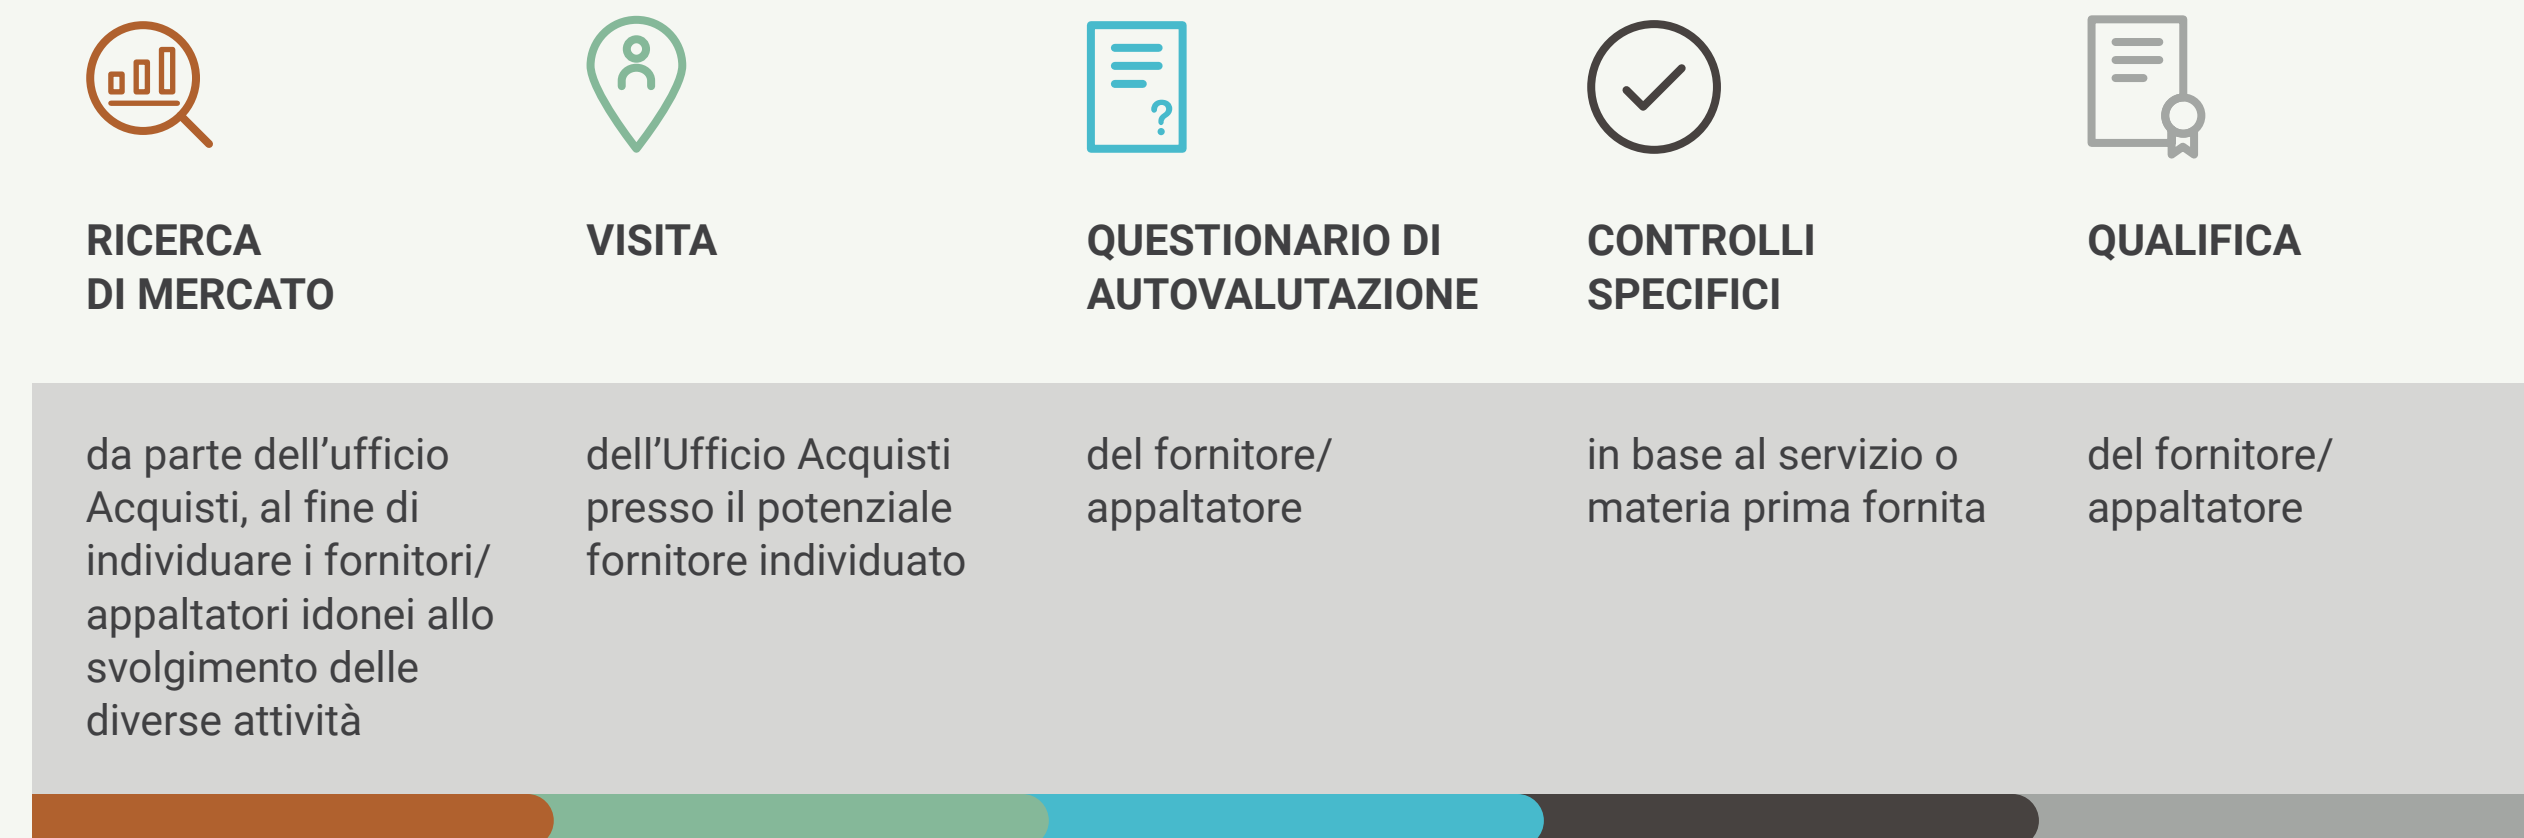 RICERCA
DI MERCATO
da parte dell’ufficio
Acquisti, al fine di
individuare i fornitori/
appaltatori idonei allo
svolgimento delle
diverse attività
VISITA
dell’Ufficio Acquisti
presso il potenziale
fornitore individuato
?
QUESTIONARIO DI
AUTOVALUTAZIONE
del fornitore/
appaltatore
CONTROLLI
SPECIFICI
in base al servizio o
materia prima fornita
QUALIFICA
del fornitore/
appaltatore